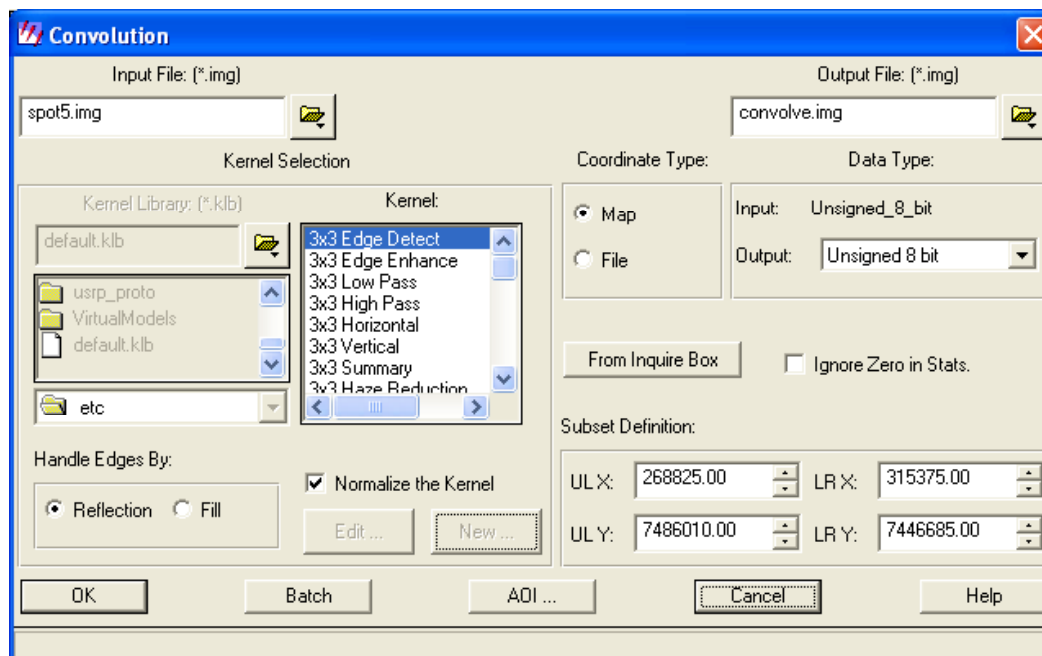 Convolution
Input File: (*.img)
Output File: (*.img)
spot5.img
convolve.img
Kernel Selection
Coordinate Type:
Data Type:
Kernel Library: (*.klb)
Kernel:
default.klb
3x3 Edge Detect
3x3 Edge Enhance
3x3 Low Pass
3x3 High Pass
3x3 Horizontal
3x3 Vertical
3x3 Summary
3x3 Haze Reduction
usrp_proto
VirtualModels
default.klb
etc
Map
File
Input: Unsigned_8_bit
Output: Unsigned 8 bit
From Inquire Box
Ignore Zero in Stats.
Handle Edges By:
Reflection Fill
Normalize the Kernel
Edit ... New ...
Subset Definition:
UL X: 268825.00 LR X: 315375.00
UL Y: 7486010.00 LR Y: 7446685.00
OK Batch AOI ... Cancel Help